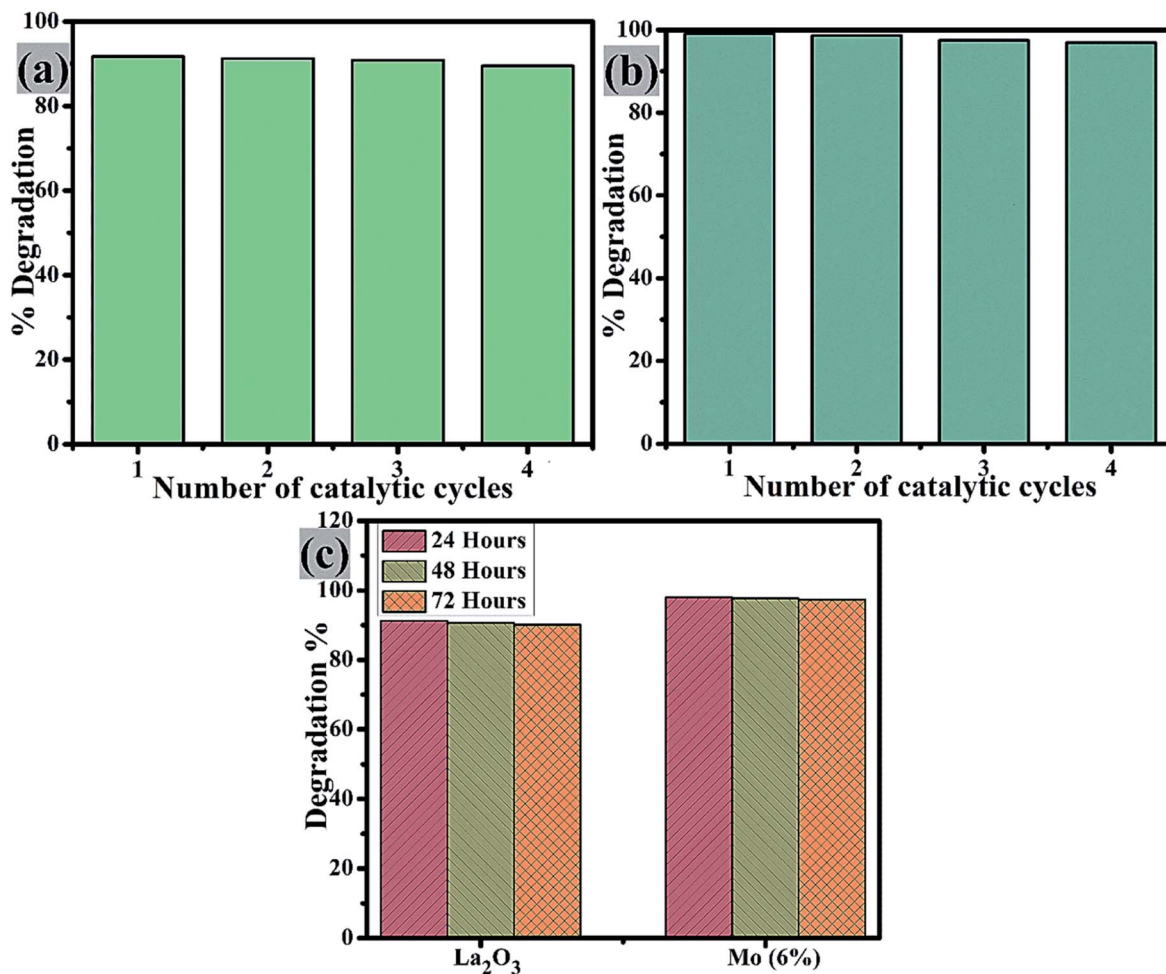 (a)
% Degradation
100
80
60
40
20
0
1 2 3 4
Number of catalytic cycles
(b)
% Degradation
100
80
60
40
20
0
1 2 3 4
Number of catalytic cycles
(c)
Degradation %
120
100
80
60
40
20
0
24 Hours
48 Hours
72 Hours
La₂O₃ Mo (6%)